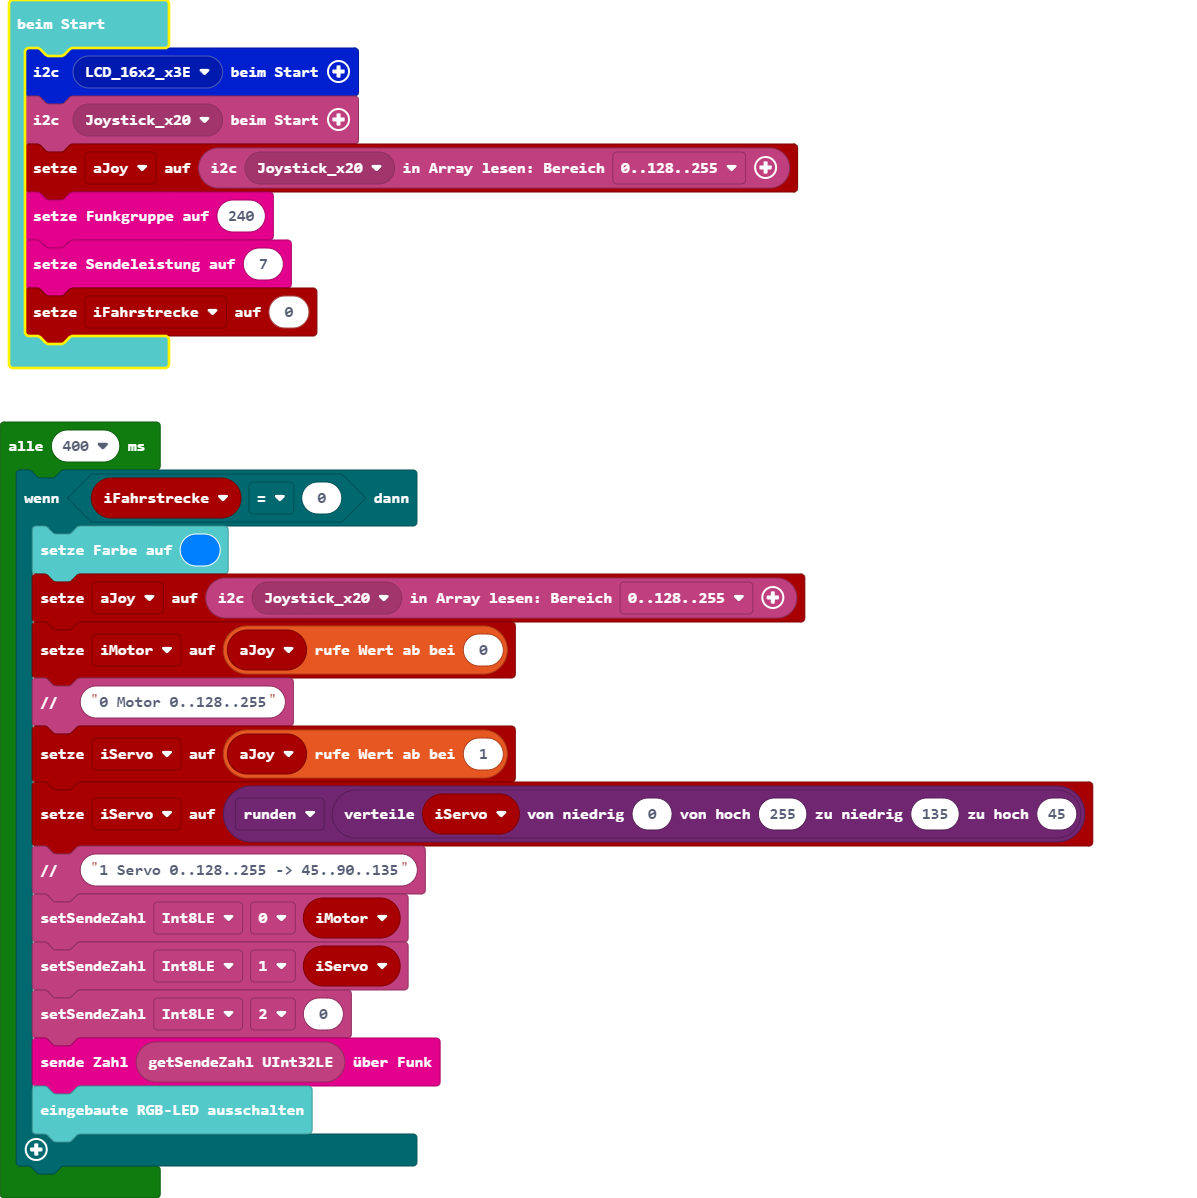 beim Start
i2c LCD_16x2_x3E beim Start
i2c Joystick_x20 beim Start
setze aJoy auf i2c Joystick_x20 in Array lesen: Bereich 0..128..255
setze Funkgruppe auf 240
setze Sendeleistung auf 7
setze iFahrstrecke auf 0
alle 400 ms
wenn iFahrstrecke = 0 dann
setze Farbe auf
setze aJoy auf i2c Joystick_x20 in Array lesen: Bereich 0..128..255
setze iMotor auf aJoy rufe Wert ab bei 0
// "0 Motor 0..128..255"
setze iServo auf aJoy rufe Wert ab bei 1
setze iServo auf runden verteile iServo von niedrig 0 von hoch 255 zu niedrig 135 zu hoch 45
// "1 Servo 0..128..255 -> 45..90..135"
setSendeZahl Int8LE 0 iMotor
setSendeZahl Int8LE 1 iServo
setSendeZahl Int8LE 2 0
sende Zahl getSendeZahl UInt32LE über Funk
eingebaute RGB-LED ausschalten